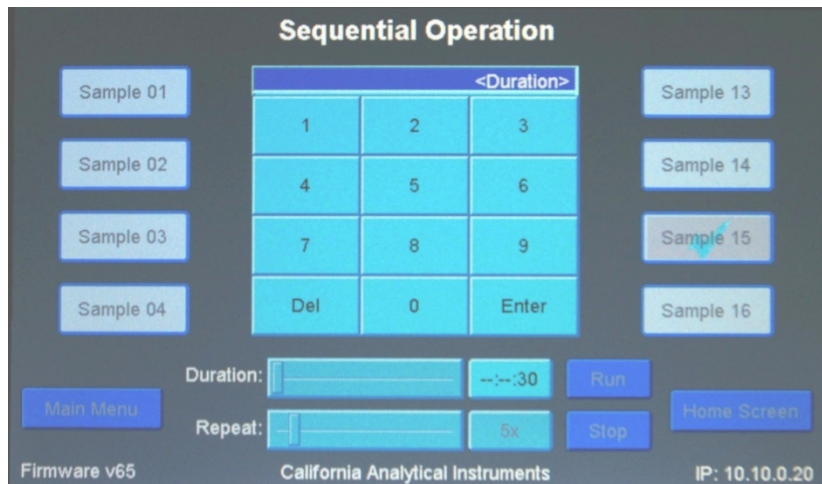 Sequential Operation
Sample 01
Sample 02
Sample 03
Sample 04
<Duration>
1 2 3
4 5 6
7 8 9
Del 0 Enter
Sample 13
Sample 14
Sample 15
Sample 16
Duration: --:--:30 Run
Repeat: 5x Stop
Main Menu
Home Screen
Firmware v65
California Analytical Instruments
IP: 10.10.0.20